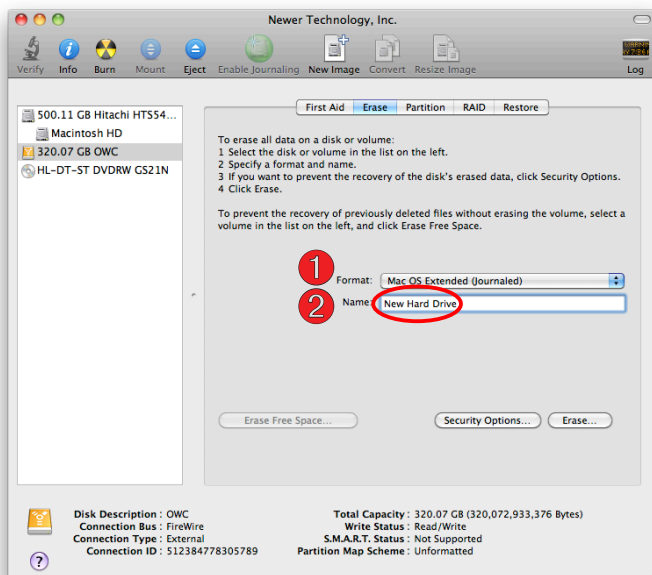 Newer Technology, Inc.
Verify Info Burn Mount Eject Enable Journaling New Image Convert Resize Image Log
First Aid Erase Partition RAID Restore
500.11 GB Hitachi HTS54...
Macintosh HD
320.07 GB OWC
HL-DT-ST DVDRW GS21N
To erase all data on a disk or volume:
1 Select the disk or volume in the list on the left.
2 Specify a format and name.
3 If you want to prevent the recovery of the disk's erased data, click Security Options.
4 Click Erase.
To prevent the recovery of previously deleted files without erasing the volume, select a
volume in the list on the left, and click Erase Free Space.
1 Format: Mac OS Extended (Journaled)
2 Name: New Hard Drive
Erase Free Space... Security Options... Erase...
Disk Description : OWC
Connection Bus : FireWire
Connection Type : External
Connection ID : 512384778305789
Total Capacity : 320.07 GB (320,072,933,376 Bytes)
Write Status : Read/Write
S.M.A.R.T. Status : Not Supported
Partition Map Scheme : Unformatted
?